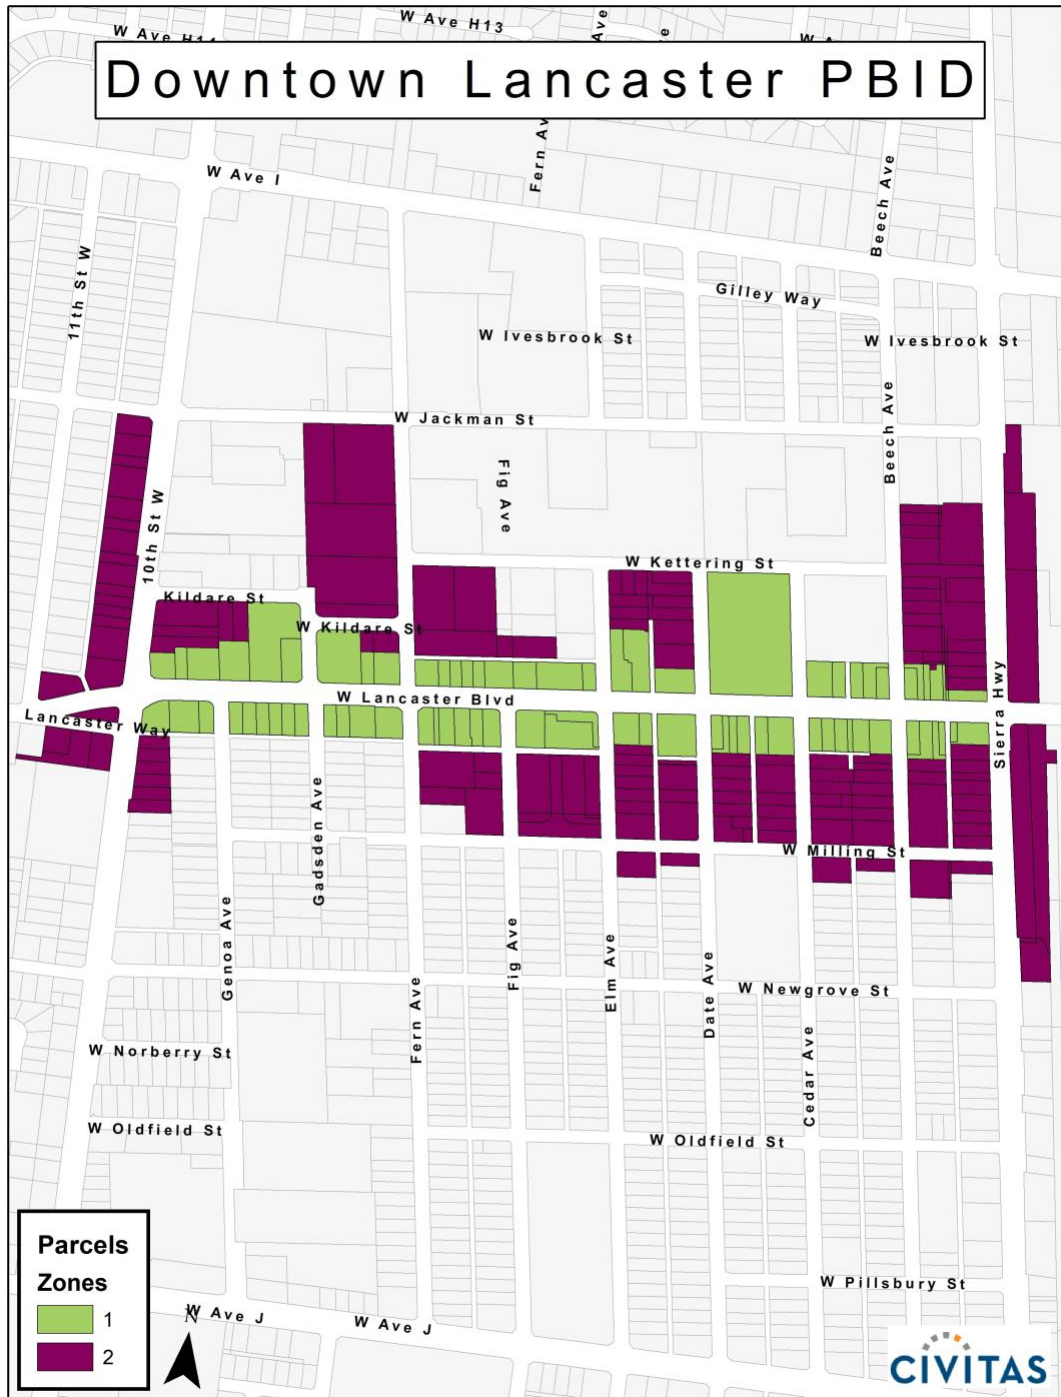 W Ave H13
Ave
Downtown Lancaster PBID
Fern Av
W Ave I
Beech Ave
11th St W
Gilley Way
W Ivesbrook St
W Ivesbrook St
W Jackman St
Beech Ave
Fig Ave
10th St W
W Kettering St
Kildare St
W Kildare St
Sierra Hwy
W Lancaster Blvd
Lancaster Way
Gadsden Ave
W Milling St
Genoa Ave
Fig Ave
Elm Ave
Date Ave
Fern Ave
W Newgrove St
Cedar Ave
W Norberry St
W Oldfield St
W Oldfield St
Parcels
Zones
1
2
W Pillsbury St
W Ave J
N
W Ave J
CIVITAS